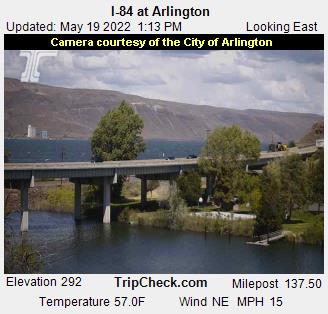 I-84 at Arlington
Updated: May 19 2022 1:13 PM Looking East
Camera courtesy of the City of Arlington
Elevation 292 TripCheck.com Milepost 137.50
Temperature 57.0F Wind NE MPH 15